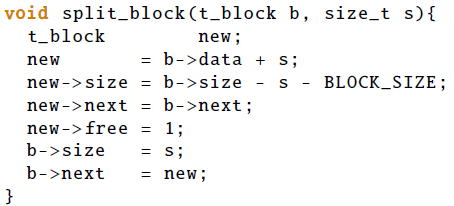 void split_block(t_block b, size_t s){
  t_block          new;
  new       = b->data + s;
  new->size = b->size - s - BLOCK_SIZE;
  new->next = b->next;
  new->free = 1;
  b->size   = s;
  b->next   = new;
}